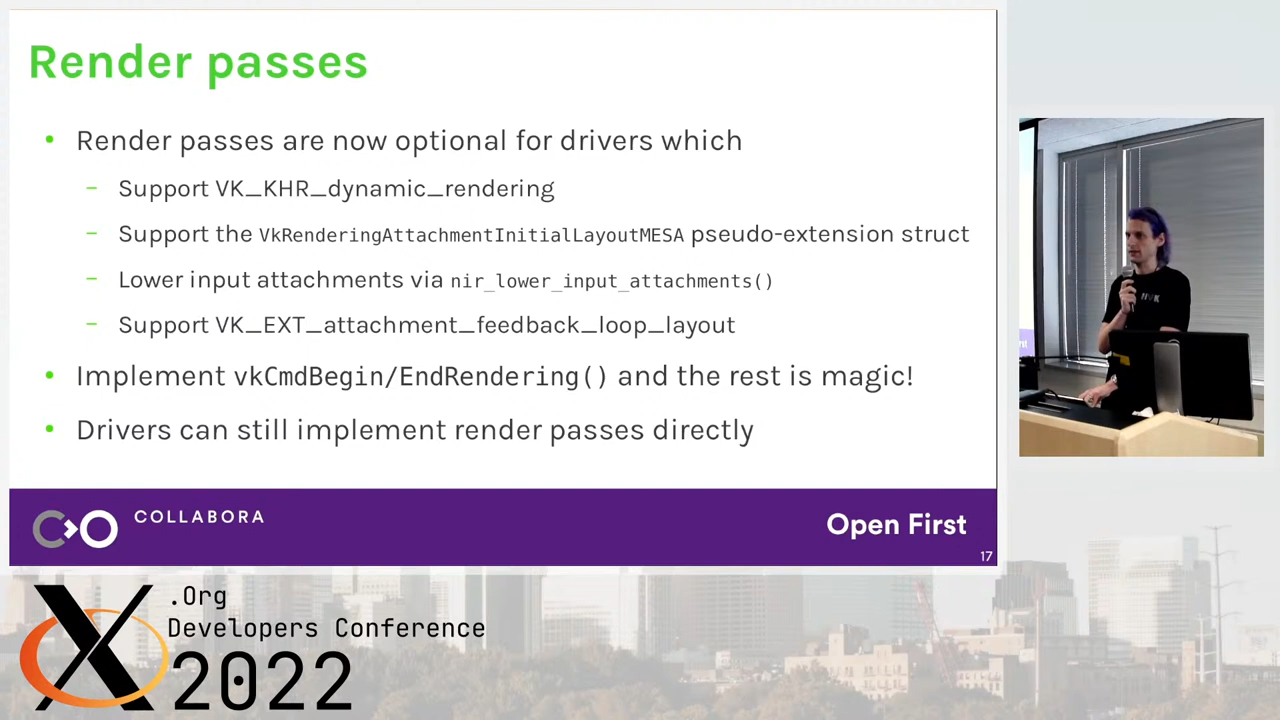 Render passes
• Render passes are now optional for drivers which
– Support VK_KHR_dynamic_rendering
– Support the VkRenderingAttachmentInitialLayoutMESA pseudo-extension struct
– Lower input attachments via nir_lower_input_attachments()
– Support VK_EXT_attachment_feedback_loop_layout
• Implement vkCmdBegin/EndRendering() and the rest is magic!
• Drivers can still implement render passes directly
COLLABORA
Open First
17
X.Org
Developers Conference
2022